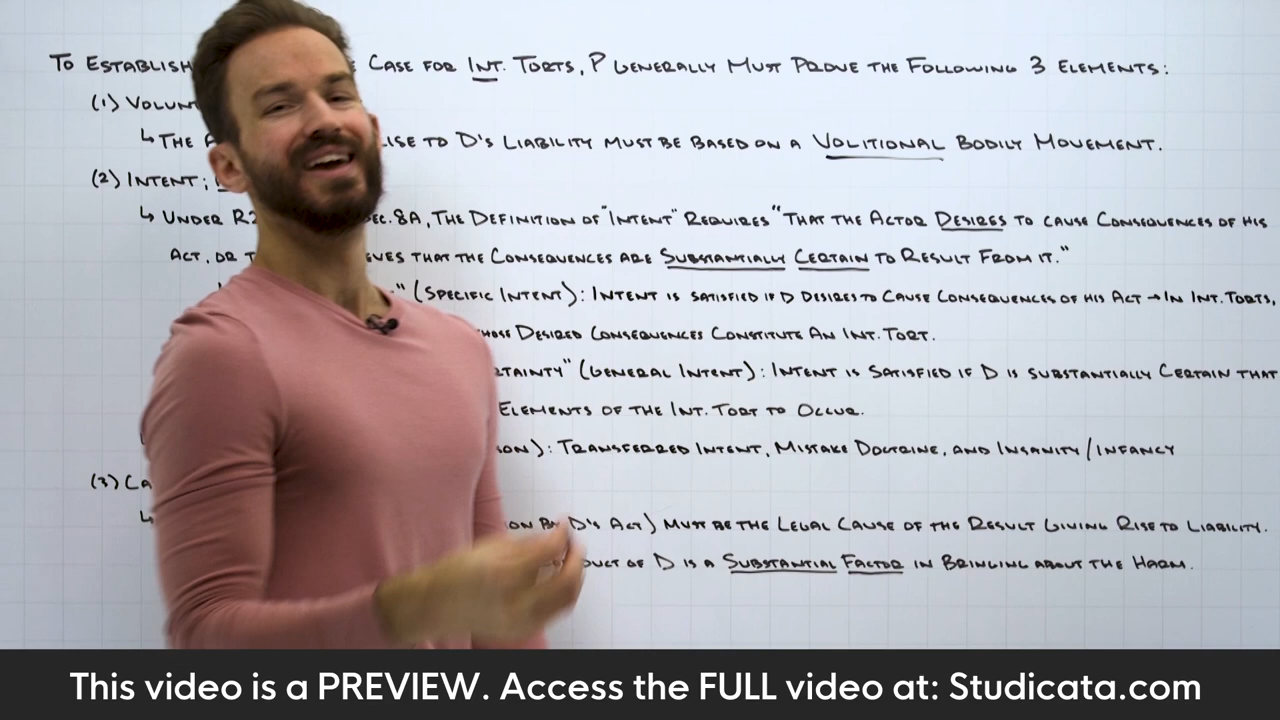 TO ESTABLISH CASE FOR INT. TORTS, P GENERALLY MUST PROVE THE FOLLOWING 3 ELEMENTS:
(1) VOLUN
↳ THE RISE TO D'S LIABILITY MUST BE BASED ON A VOLITIONAL BODILY MOVEMENT.
(2) INTENT;
↳ UNDER R2 SEC. 8A, THE DEFINITION OF "INTENT" REQUIRES "THAT THE ACTOR DESIRES TO CAUSE CONSEQUENCES OF HIS
ACT, OR THAT THE CONSEQUENCES ARE SUBSTANTIALLY CERTAIN TO RESULT FROM IT."
" (SPECIFIC INTENT): INTENT IS SATISFIED IF D DESIRES TO CAUSE CONSEQUENCES OF HIS ACT → IN INT. TORTS,
DESIRED CONSEQUENCES CONSTITUTE AN INT. TORT.
TAINTY" (GENERAL INTENT): INTENT IS SATISFIED IF D IS SUBSTANTIALLY CERTAIN THAT
ELEMENTS OF THE INT. TORT TO OCCUR.
ON): TRANSFERRED INTENT, MISTAKE DOCTRINE, AND INSANITY/INFANCY
(3) CA
↳ ON BY D'S ACT) MUST BE THE LEGAL CAUSE OF THE RESULT GIVING RISE TO LIABILITY.
DUCT OF D IS A SUBSTANTIAL FACTOR IN BRINGING ABOUT THE HARM.
This video is a PREVIEW. Access the FULL video at: Studicata.com